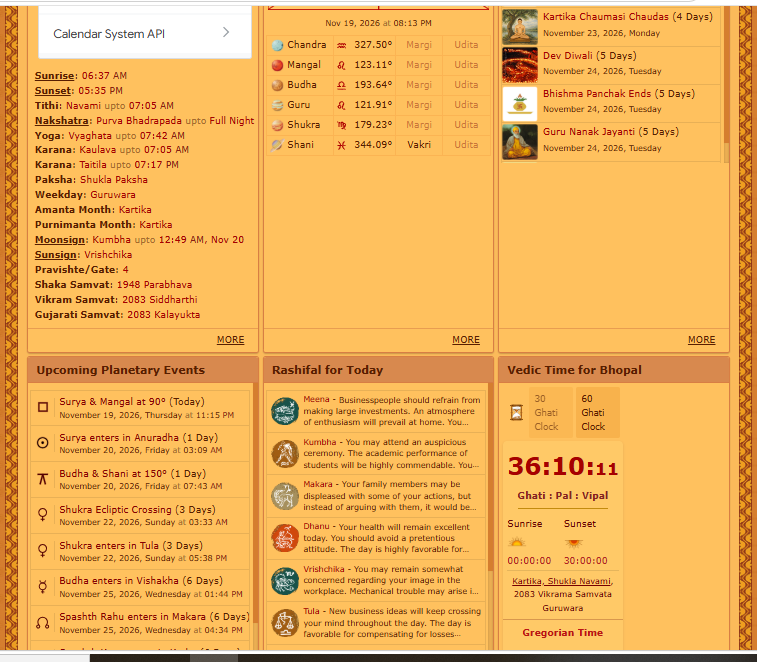 Calendar System API
Sunrise: 06:37 AM
Sunset: 05:35 PM
Tithi: Navami upto 07:05 AM
Nakshatra: Purva Bhadrapada upto Full Night
Yoga: Vyaghata upto 07:42 AM
Karana: Kaulava upto 07:05 AM
Karana: Taitila upto 07:17 PM
Paksha: Shukla Paksha
Weekday: Guruwara
Amanta Month: Kartika
Purnimanta Month: Kartika
Moonsign: Kumbha upto 12:49 AM, Nov 20
Sunsign: Vrishchika
Pravishte/Gate: 4
Shaka Samvat: 1948 Parabhava
Vikram Samvat: 2083 Siddharthi
Gujarati Samvat: 2083 Kalayukta
MORE
Nov 19, 2026 at 08:13 PM
Chandra ♒ 327.50° Margi Udita
Mangal ♌ 123.11° Margi Udita
Budha ♎ 193.64° Margi Udita
Guru ♌ 121.91° Margi Udita
Shukra ♍ 179.23° Margi Udita
Shani ♓ 344.09° Vakri Udita
MORE
Kartika Chaumasi Chaudas (4 Days)
November 23, 2026, Monday
Dev Diwali (5 Days)
November 24, 2026, Tuesday
Bhishma Panchak Ends (5 Days)
November 24, 2026, Tuesday
Guru Nanak Jayanti (5 Days)
November 24, 2026, Tuesday
MORE
Upcoming Planetary Events
Surya & Mangal at 90° (Today)
November 19, 2026, Thursday at 11:15 PM
Surya enters in Anuradha (1 Day)
November 20, 2026, Friday at 03:09 AM
Budha & Shani at 150° (1 Day)
November 20, 2026, Friday at 07:43 AM
Shukra Ecliptic Crossing (3 Days)
November 22, 2026, Sunday at 03:33 AM
Shukra enters in Tula (3 Days)
November 22, 2026, Sunday at 05:38 PM
Budha enters in Vishakha (6 Days)
November 25, 2026, Wednesday at 01:44 PM
Spashth Rahu enters in Makara (6 Days)
November 25, 2026, Wednesday at 04:34 PM
Rashifal for Today
Meena - Businesspeople should refrain from
making large investments. An atmosphere
of enthusiasm will prevail at home. You...
Kumbha - You may attend an auspicious
ceremony. The academic performance of
students will be highly commendable. You...
Makara - Your family members may be
displeased with some of your actions, but
instead of arguing with them, it would be...
Dhanu - Your health will remain excellent
today. You should avoid a pretentious
attitude. The day is highly favorable for...
Vrishchika - You may remain somewhat
concerned regarding your image in the
workplace. Mechanical trouble may arise i...
Tula - New business ideas will keep crossing
your mind throughout the day. The day is
favorable for compensating for losses...
Vedic Time for Bhopal
30
Ghati
Clock
60
Ghati
Clock
36:10:11
Ghati : Pal : Vipal
Sunrise Sunset
00:00:00 30:00:00
Kartika, Shukla Navami,
2083 Vikrama Samvata
Guruwara
Gregorian Time